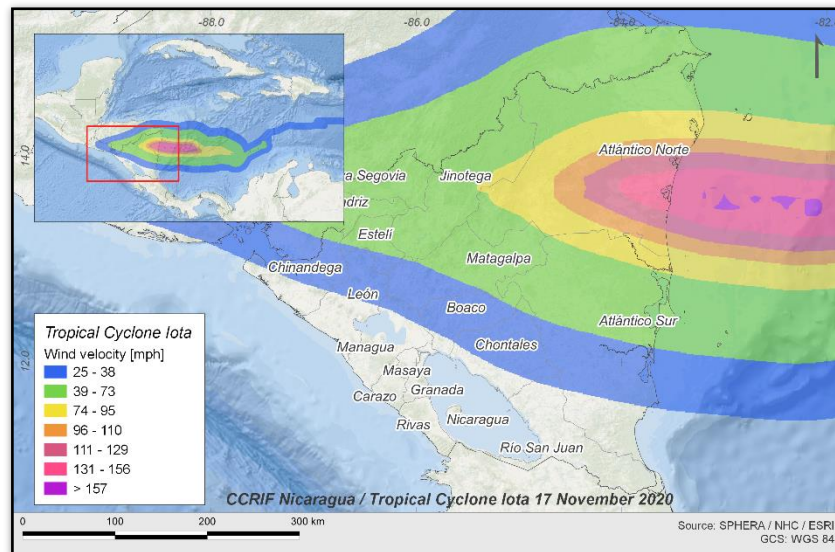 -88.0
-86.0
-84.0
-82.
14.0
12.0
Atlántico Norte
a Segovia
Jinotega
adriz
Estelí
Matagalpa
Chinandega
León
Boaco
Atlántico Sur
Chontales
Managua
Masaya
Granada
Carazo
Nicaragua
Rivas
Río San Juan
Tropical Cyclone Iota
Wind velocity [mph]
25 - 38
39 - 73
74 - 95
96 - 110
111 - 129
131 - 156
> 157
CCRIF Nicaragua / Tropical Cyclone Iota 17 November 2020
0 100 200 300 km
Source: SPHERA / NHC / ESRI
GCS: WGS 84